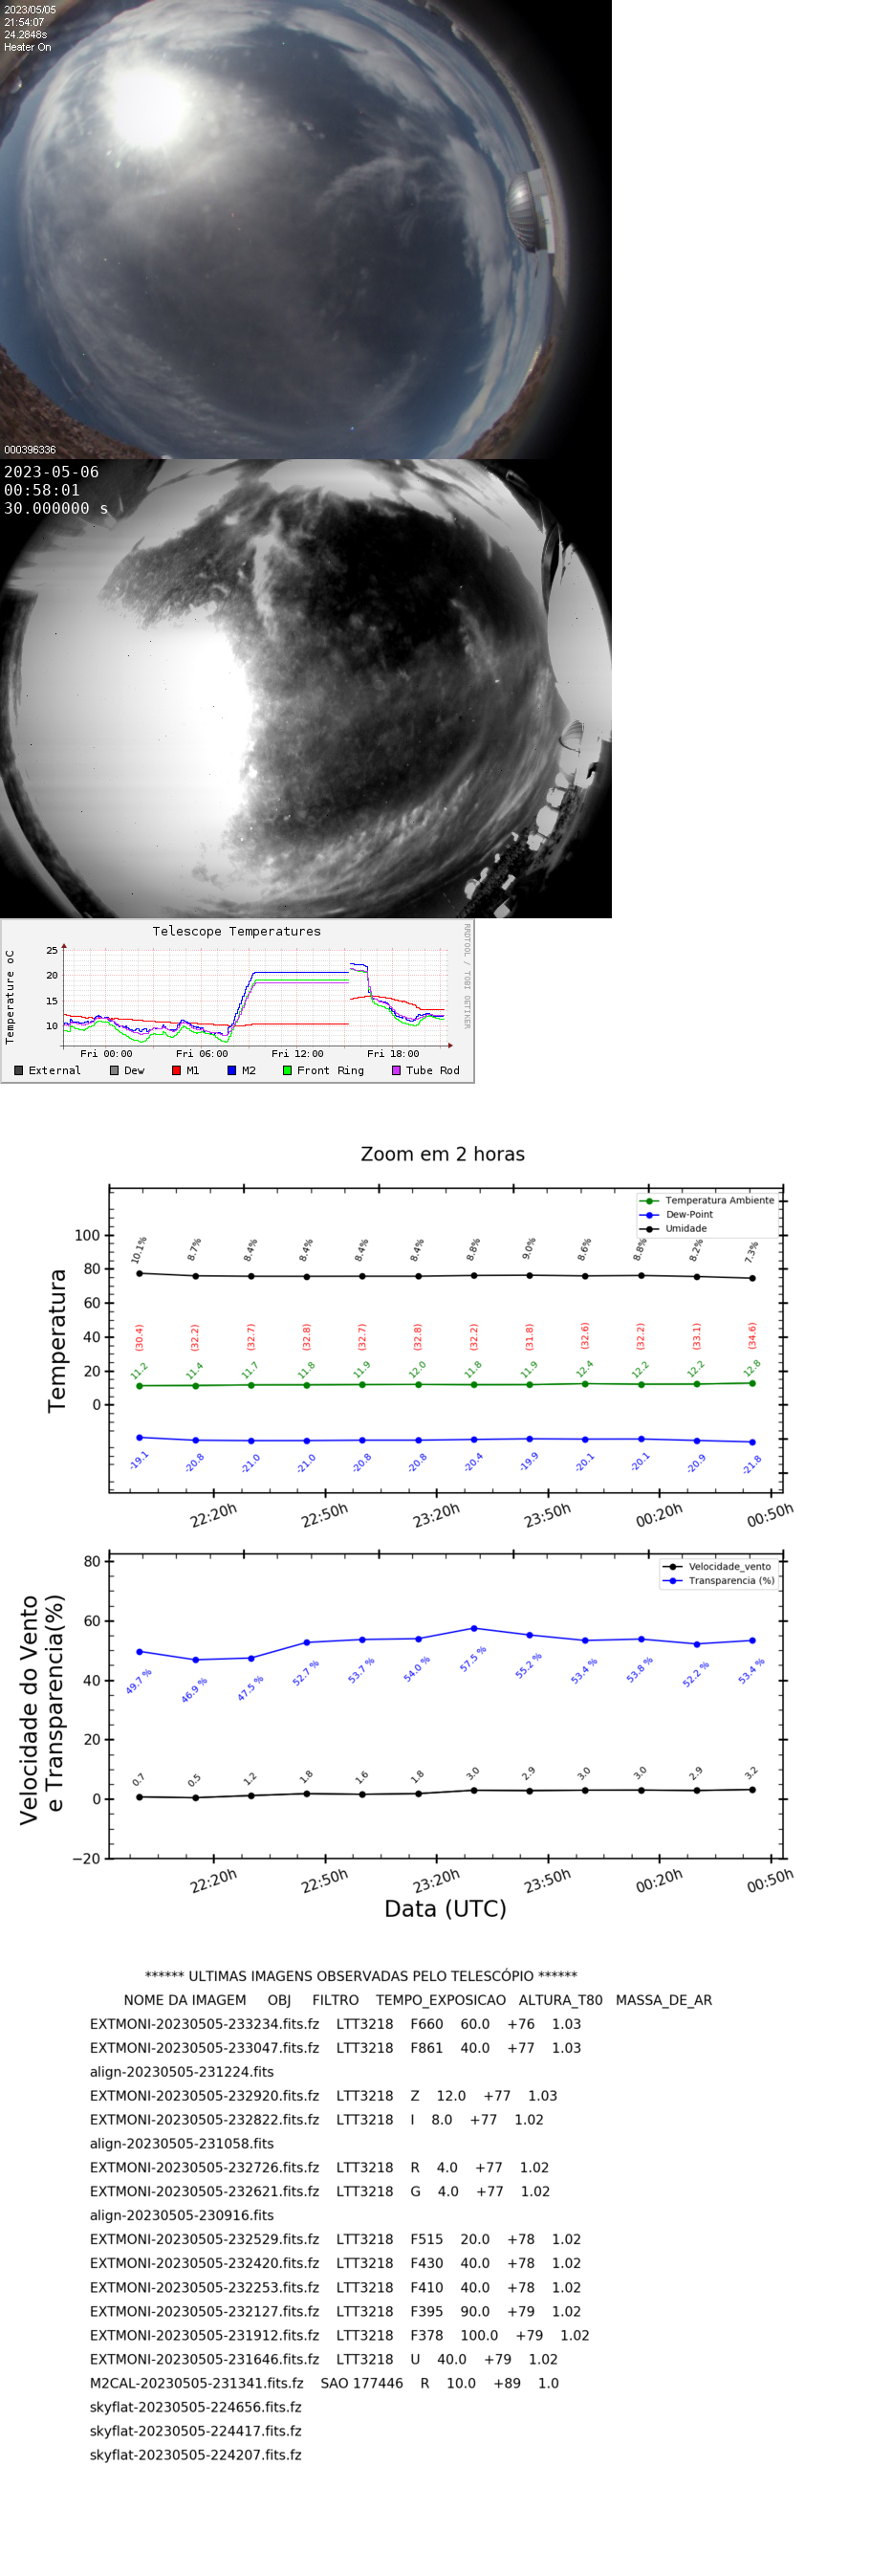 2023/05/05
21:54:07
24.2848s
Heater On
000396336
2023-05-06
00:58:01
30.000000 s
Telescope Temperatures
RRDTOOL / TOBI OETIKER
Temperature oC
25
20
15
10
Fri 00:00 Fri 06:00 Fri 12:00 Fri 18:00
External Dew M1 M2 Front Ring Tube Rod
Zoom em 2 horas
Temperatura Ambiente
Dew-Point
Umidade
Temperatura
100
80
60
40
20
0
10.1% 8.7% 8.4% 8.4% 8.4% 8.4% 8.8% 9.0% 8.6% 8.8% 8.2% 7.3%
(30.4) (32.2) (32.7) (32.8) (32.7) (32.8) (32.2) (31.8) (32.6) (32.2) (33.1) (34.6)
11.2 11.4 11.7 11.8 11.9 12.0 11.8 11.9 12.4 12.2 12.2 12.8
-19.1 -20.8 -21.0 -21.0 -20.8 -20.8 -20.4 -19.9 -20.1 -20.1 -20.9 -21.8
22:20h 22:50h 23:20h 23:50h 00:20h 00:50h
Velocidade_vento
Transparencia (%)
Velocidade do Vento
e Transparencia(%)
80
60
40
20
0
−20
49.7 % 46.9 % 47.5 % 52.7 % 53.7 % 54.0 % 57.5 % 55.2 % 53.4 % 53.8 % 52.2 % 53.4 %
0.7 0.5 1.2 1.8 1.6 1.8 3.0 2.9 3.0 3.0 2.9 3.2
22:20h 22:50h 23:20h 23:50h 00:20h 00:50h
Data (UTC)
****** ULTIMAS IMAGENS OBSERVADAS PELO TELESCÓPIO ******
NOME DA IMAGEM OBJ FILTRO TEMPO_EXPOSICAO ALTURA_T80 MASSA_DE_AR
EXTMONI-20230505-233234.fits.fz LTT3218 F660 60.0 +76 1.03
EXTMONI-20230505-233047.fits.fz LTT3218 F861 40.0 +77 1.03
align-20230505-231224.fits
EXTMONI-20230505-232920.fits.fz LTT3218 Z 12.0 +77 1.03
EXTMONI-20230505-232822.fits.fz LTT3218 I 8.0 +77 1.02
align-20230505-231058.fits
EXTMONI-20230505-232726.fits.fz LTT3218 R 4.0 +77 1.02
EXTMONI-20230505-232621.fits.fz LTT3218 G 4.0 +77 1.02
align-20230505-230916.fits
EXTMONI-20230505-232529.fits.fz LTT3218 F515 20.0 +78 1.02
EXTMONI-20230505-232420.fits.fz LTT3218 F430 40.0 +78 1.02
EXTMONI-20230505-232253.fits.fz LTT3218 F410 40.0 +78 1.02
EXTMONI-20230505-232127.fits.fz LTT3218 F395 90.0 +79 1.02
EXTMONI-20230505-231912.fits.fz LTT3218 F378 100.0 +79 1.02
EXTMONI-20230505-231646.fits.fz LTT3218 U 40.0 +79 1.02
M2CAL-20230505-231341.fits.fz SAO 177446 R 10.0 +89 1.0
skyflat-20230505-224656.fits.fz
skyflat-20230505-224417.fits.fz
skyflat-20230505-224207.fits.fz